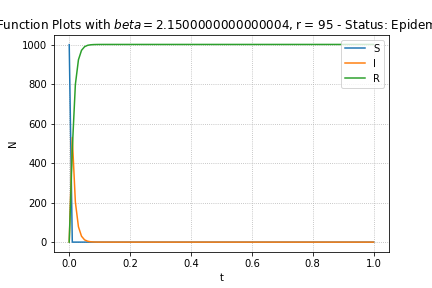 Function Plots with beta = 2.1500000000000004, r = 95 - Status: Epidem
1000
800
600
400
200
0
N
0.0 0.2 0.4 0.6 0.8 1.0
t
S
I
R